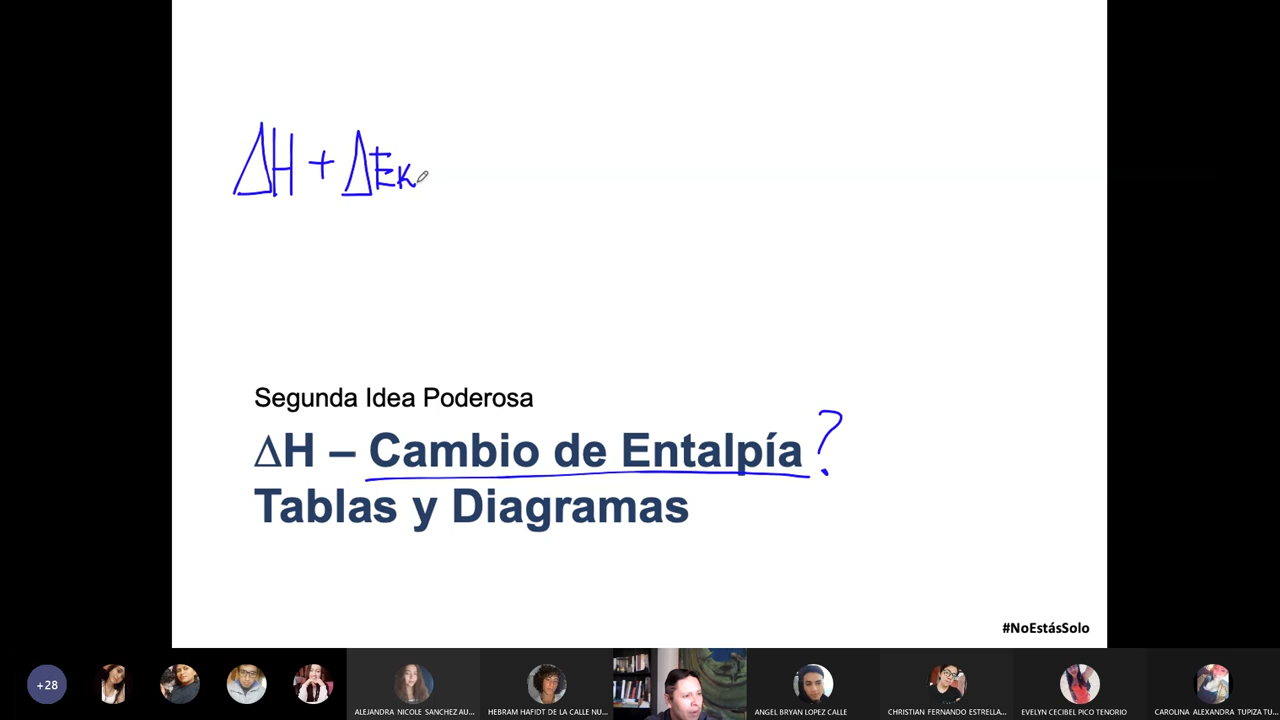 ΔH + ΔEK
Segunda Idea Poderosa
ΔH – Cambio de Entalpía ?
Tablas y Diagramas
#NoEstásSolo
+28
ALEJANDRA NICOLE SANCHEZ AU...
HEBRAM HAFIDT DE LA CALLE NU...
ANGEL BRYAN LOPEZ CALLE
CHRISTIAN FERNANDO ESTRELLA...
EVELYN CECIBEL PICO TENORIO
CAROLINA ALEXANDRA TUPIZA TU...